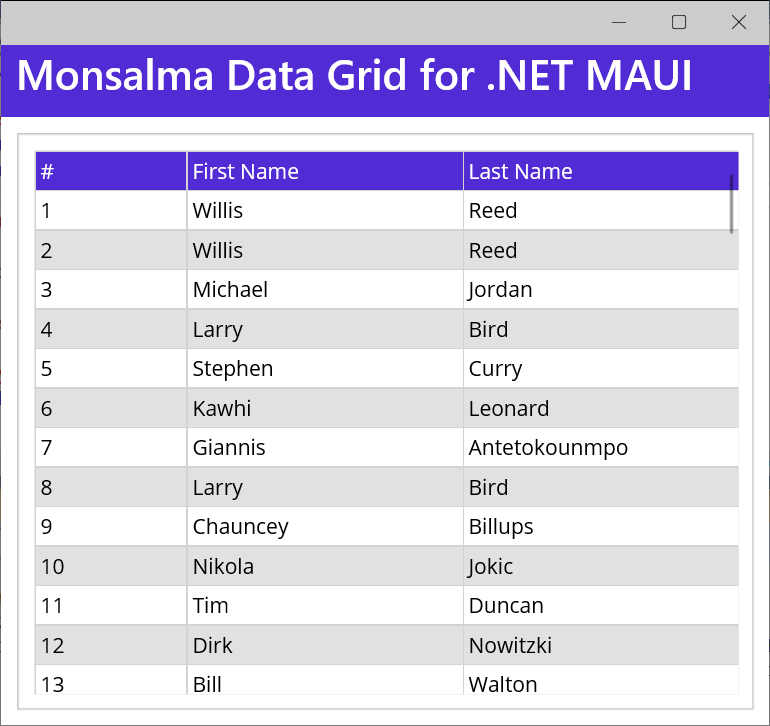 Monsalma Data Grid for .NET MAUI
# First Name Last Name
1 Willis Reed
2 Willis Reed
3 Michael Jordan
4 Larry Bird
5 Stephen Curry
6 Kawhi Leonard
7 Giannis Antetokounmpo
8 Larry Bird
9 Chauncey Billups
10 Nikola Jokic
11 Tim Duncan
12 Dirk Nowitzki
13 Bill Walton